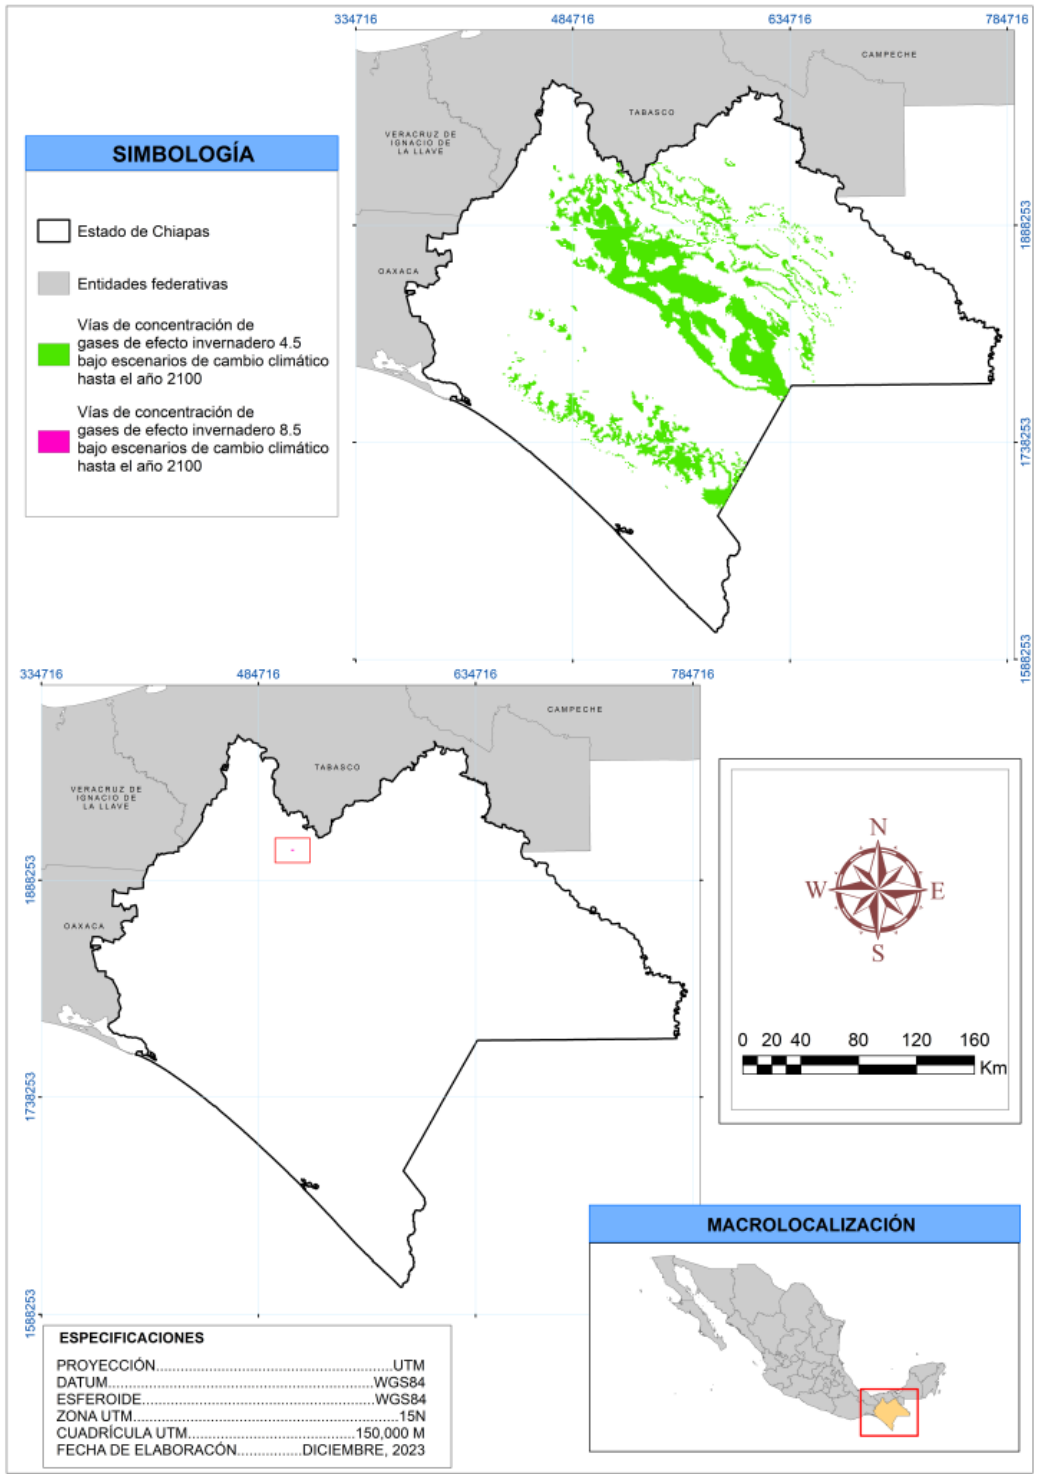 334716
484716
634716
784716
CAMPECHE
TABASCO
VERACRUZ DE
IGNACIO DE
LA LLAVE
OAXACA
1888253
1738253
1588253
SIMBOLOGÍA
Estado de Chiapas
Entidades federativas
Vías de concentración de
gases de efecto invernadero 4.5
bajo escenarios de cambio climático
hasta el año 2100
Vías de concentración de
gases de efecto invernadero 8.5
bajo escenarios de cambio climático
hasta el año 2100
334716
484716
634716
784716
CAMPECHE
TABASCO
VERACRUZ DE
IGNACIO DE
LA LLAVE
OAXACA
1888253
1738253
1588253
N
W E
S
0 20 40 80 120 160
Km
MACROLOCALIZACIÓN
ESPECIFICACIONES
PROYECCIÓN.....................................................UTM
DATUM............................................................WGS84
ESFEROIDE.....................................................WGS84
ZONA UTM............................................................15N
CUADRÍCULA UTM......................................150,000 M
FECHA DE ELABORACÓN...............DICIEMBRE, 2023